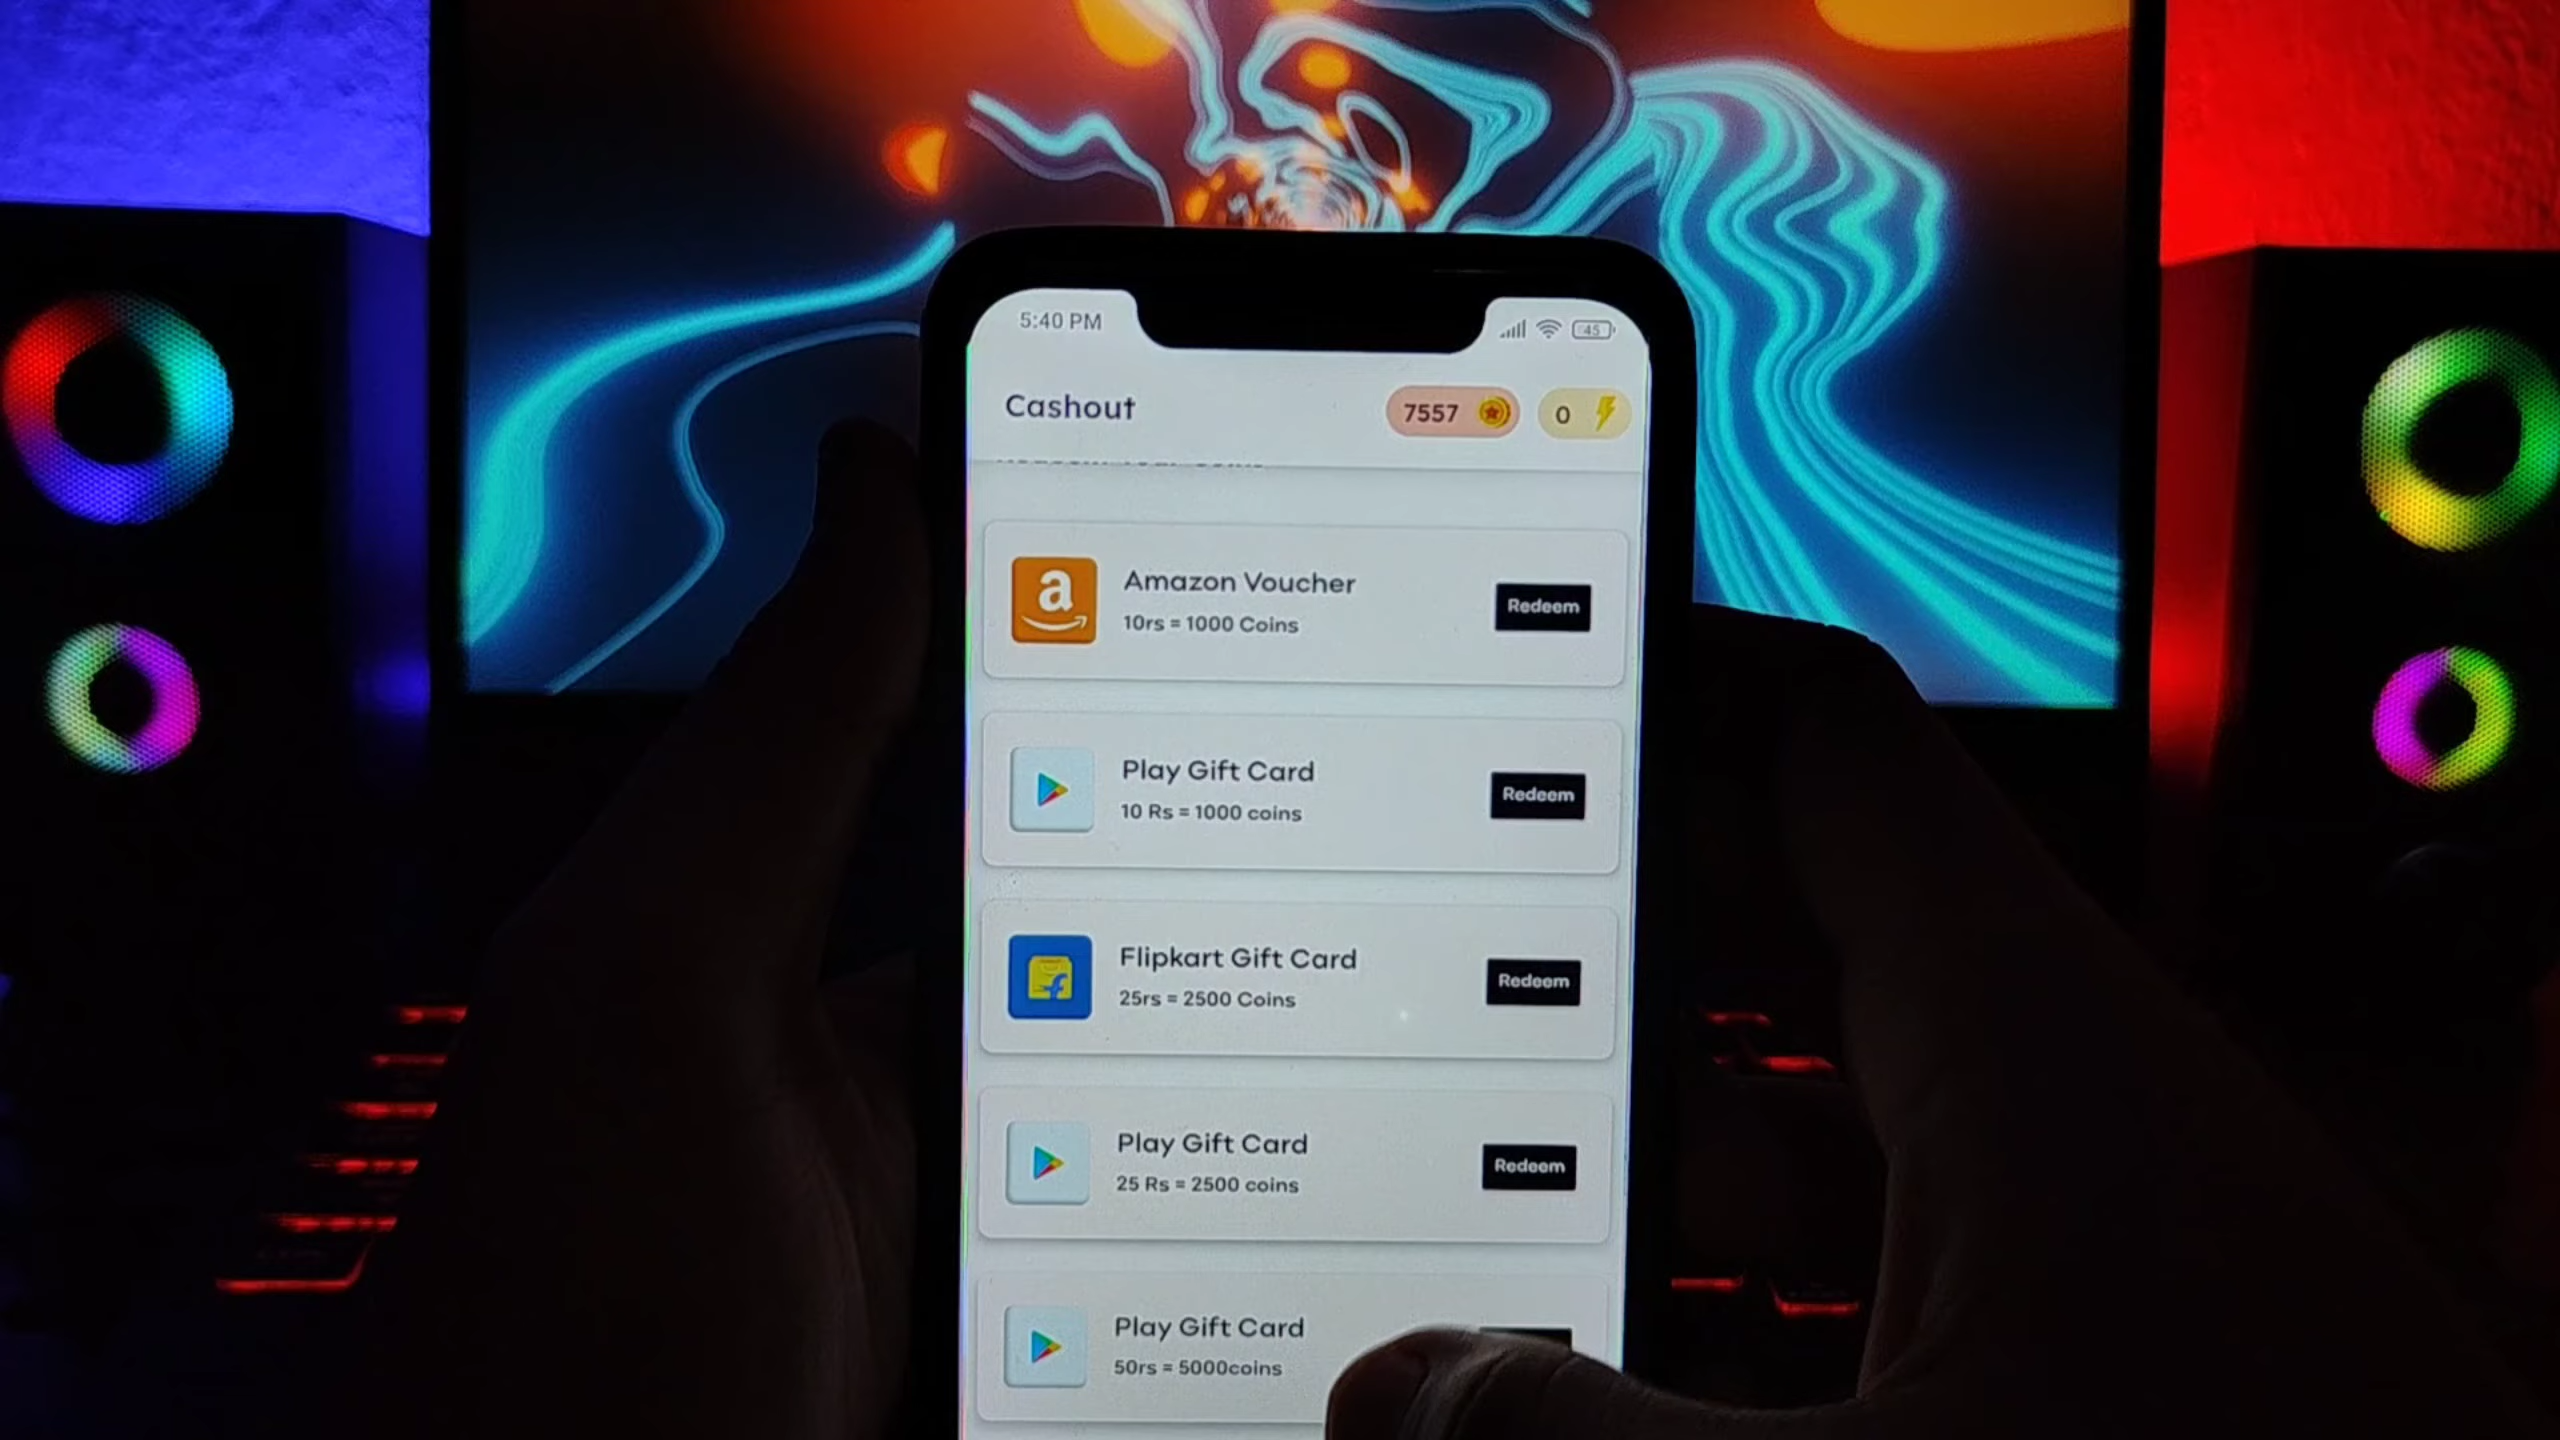 5:40 PM
45
Cashout
7557
0
Amazon Voucher
10rs = 1000 Coins
Redeem
Play Gift Card
10 Rs = 1000 coins
Redeem
Flipkart Gift Card
25rs = 2500 Coins
Redeem
Play Gift Card
25 Rs = 2500 coins
Redeem
Play Gift Card
50rs = 5000coins